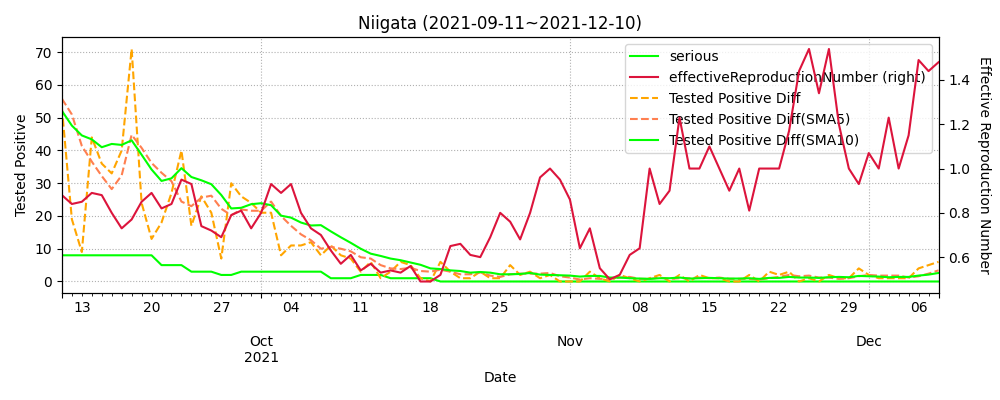 Niigata (2021-09-11~2021-12-10)
Tested Positive
70
60
50
40
30
20
10
0
serious
effectiveReproductionNumber (right)
Tested Positive Diff
Tested Positive Diff(SMA5)
Tested Positive Diff(SMA10)
1.4
1.2
1.0
0.8
0.6
Effective Reproduction Number
13 20 27 04 11 18 25 08 15 22 29 06
Oct Nov Dec
2021
Date